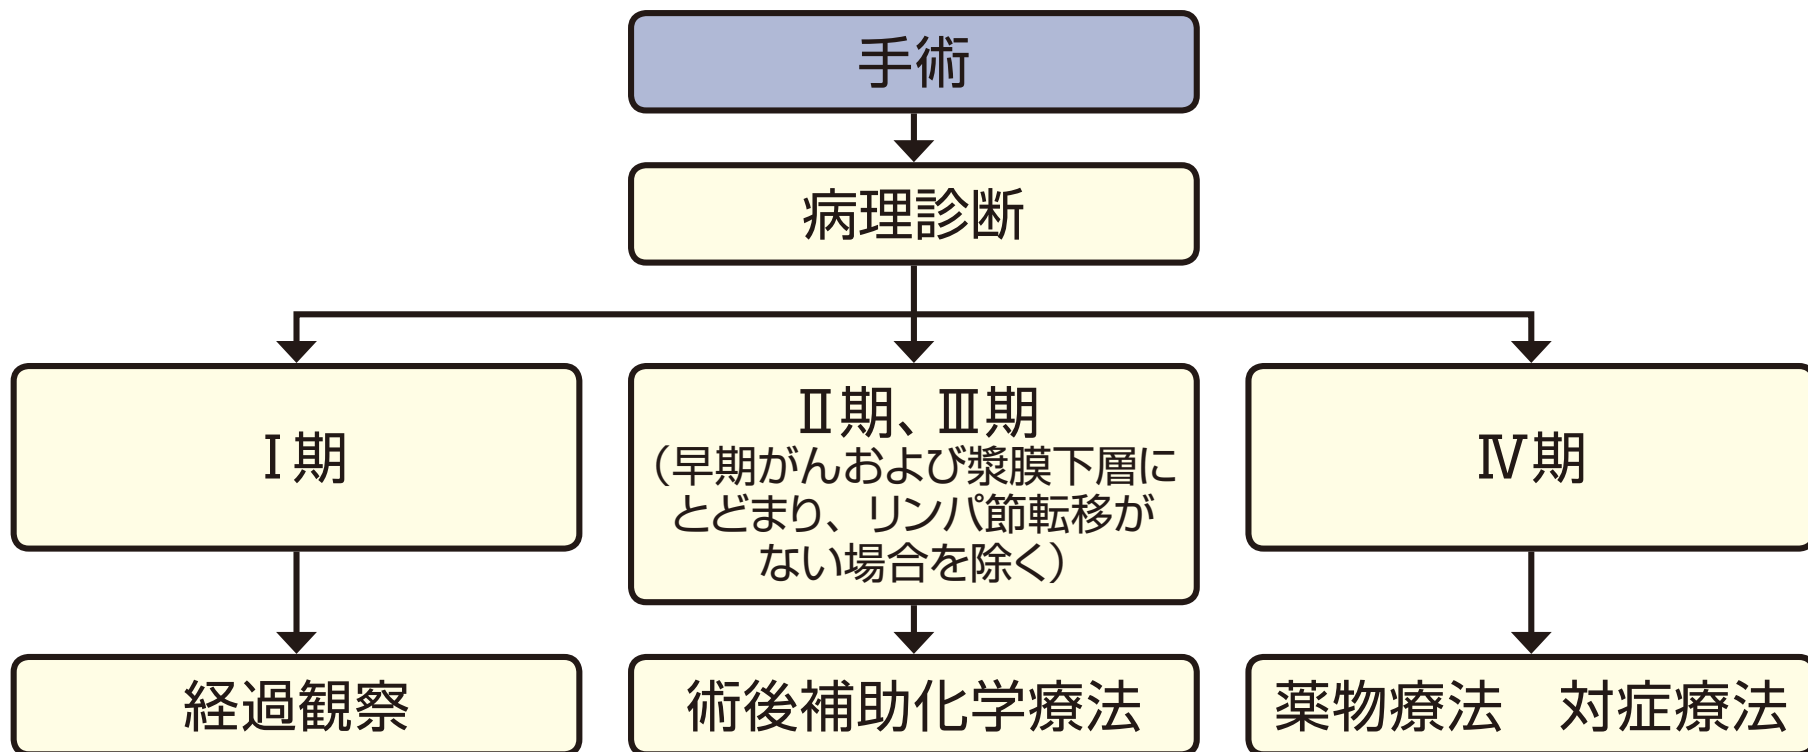 手術
病理診断
Ⅰ期
Ⅱ期、Ⅲ期
（早期がんおよび漿膜下層に
とどまり、リンパ節転移が
ない場合を除く）
Ⅳ期
経過観察
術後補助化学療法
薬物療法　対症療法